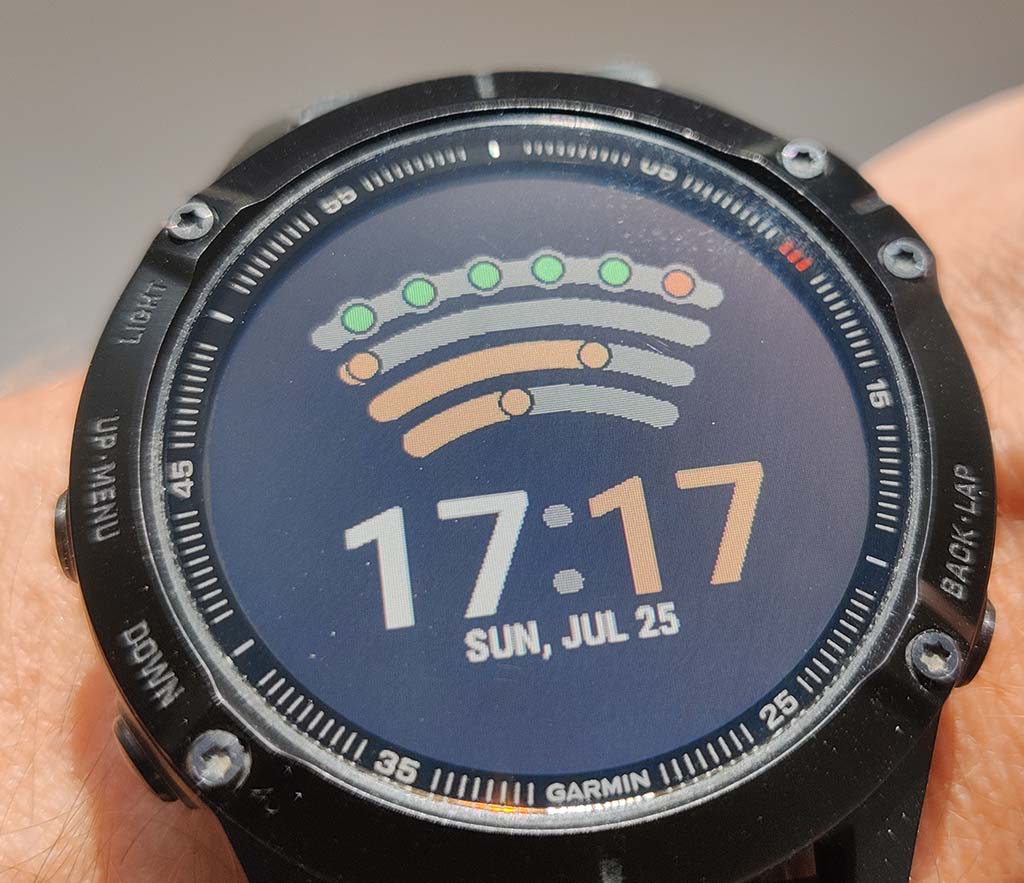 55
05
LIGHT
UP·MENU
45
15
17:17
SUN, JUL 25
BACK·LAP
DOWN
35
25
GARMIN